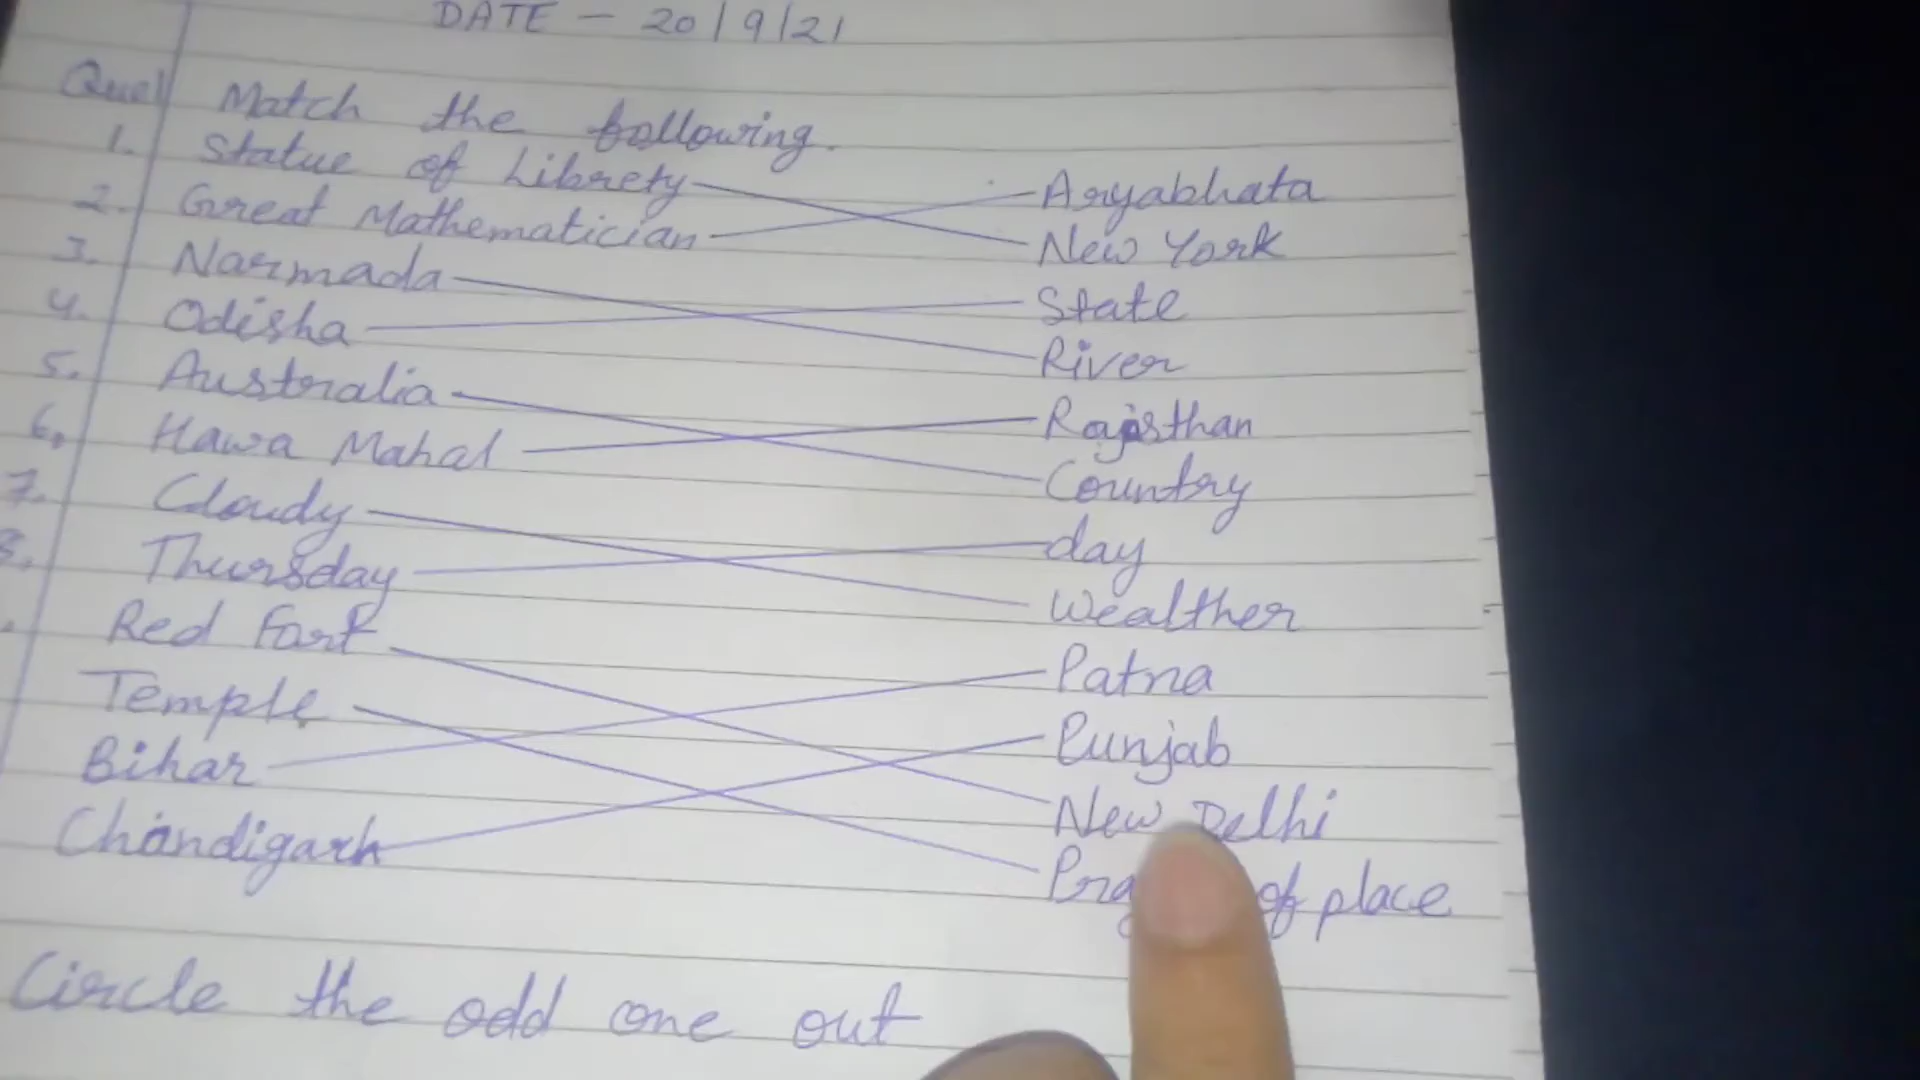 DATE - 20/9/21
Que1 Match the following.
1. Statue of Librety Aryabhata
2. Great Mathematician New York
3. Narmada State
4. Odisha River
5. Australia Rajasthan
6. Hawa Mahal Country
7. Cloudy day
8. Thursday Wealther
Red Fort Patna
Temple Punjab
Bihar New Delhi
Chandigarh of place
Circle the odd one out